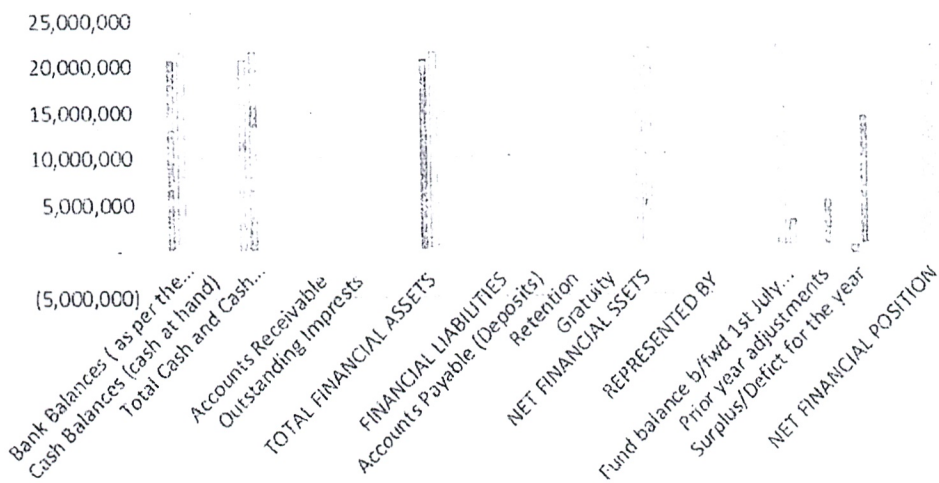 25,000,000
20,000,000
15,000,000
10,000,000
5,000,000
-
(5,000,000)
Bank Balances ( as per the...
Cash Balances (cash at hand)
Total Cash and Cash...
Accounts Receivable
Outstanding Imprests
TOTAL FINANCIAL ASSETS
FINANCIAL LIABILITIES
Accounts Payable (Deposits)
Retention
Gratuity
NET FINANCIAL SSETS
REPRESENTED BY
Fund balance b/fwd 1st July...
Prior year adjustments
Surplus/Defict for the year
NET FINANCIAL POSITION